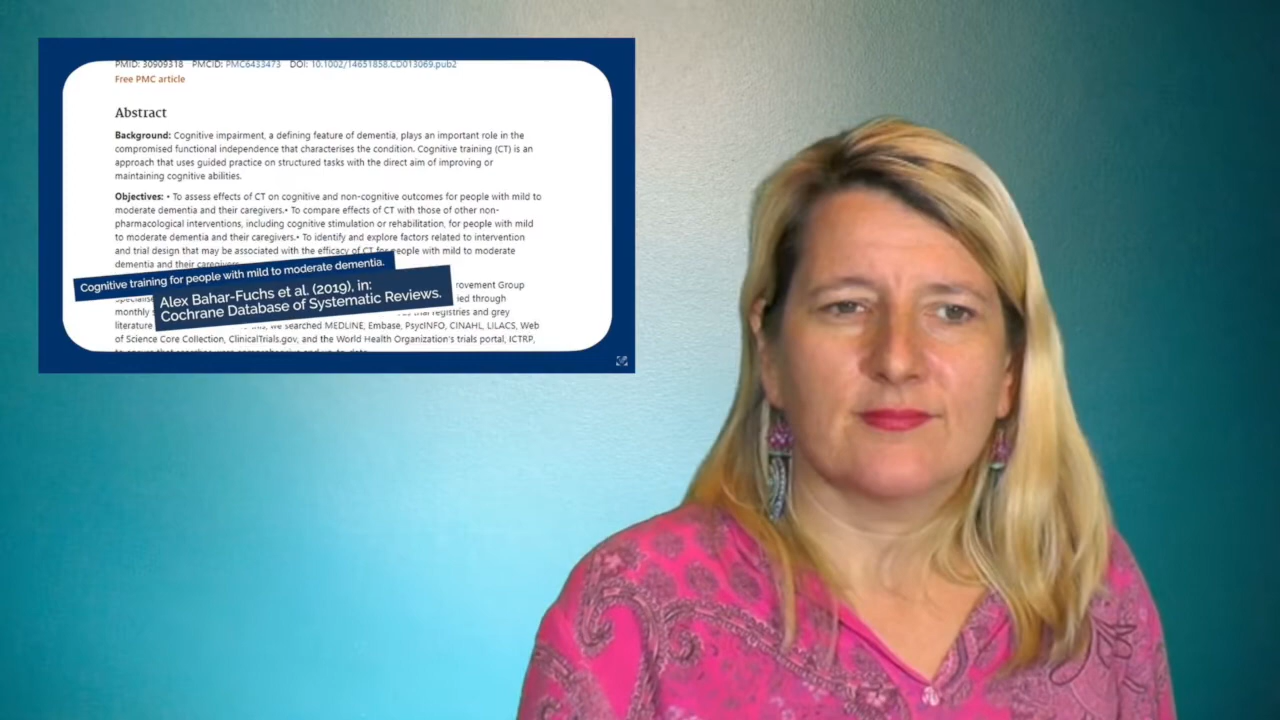 PMID: 30909318 PMCID: PMC6433473 DOI: 10.1002/14651858.CD013069.pub2
Free PMC article
Abstract
Background: Cognitive impairment, a defining feature of dementia, plays an important role in the
compromised functional independence that characterises the condition. Cognitive training (CT) is an
approach that uses guided practice on structured tasks with the direct aim of improving or
maintaining cognitive abilities.
Objectives: • To assess effects of CT on cognitive and non-cognitive outcomes for people with mild to
moderate dementia and their caregivers.• To compare effects of CT with those of other non-
pharmacological interventions, including cognitive stimulation or rehabilitation, for people with mild
to moderate dementia and their caregivers.• To identify and explore factors related to intervention
and trial design that may be associated with the efficacy of CT for people with mild to moderate
dementia and their caregivers
Cognitive training for people with mild to moderate dementia.
Alex Bahar-Fuchs et al. (2019), in:
Cochrane Database of Systematic Reviews.
Group
through
monthly
registries and grey
literature we searched MEDLINE, Embase, PsycINFO, CINAHL, LILACS, Web
of Science Core Collection, ClinicalTrials.gov, and the World Health Organization's trials portal, ICTRP,